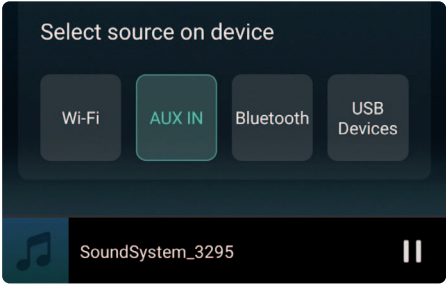 Select source on device
Wi-Fi
AUX IN
Bluetooth
USB
Devices
SoundSystem_3295